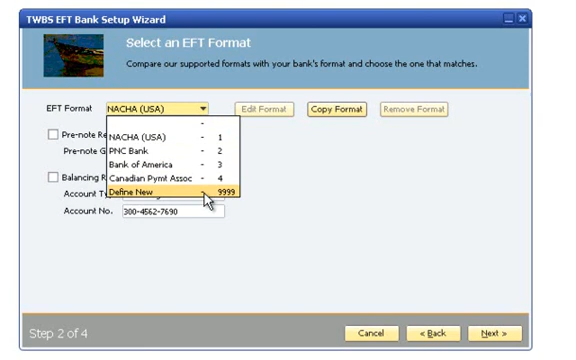 TWBS EFT Bank Setup Wizard
Select an EFT Format
Compare our supported formats with your bank's format and choose the one that matches.
EFT Format NACHA (USA) Edit Format Copy Format Remove Format
-
Pre-note Re
NACHA (USA) - 1
Pre-note G
PNC Bank - 2
Bank of America - 3
Balancing R
Canadian Pymt Assoc - 4
Account Ty
Define New - 9999
Account No. 300-4562-7690
Step 2 of 4 Cancel < Back Next >